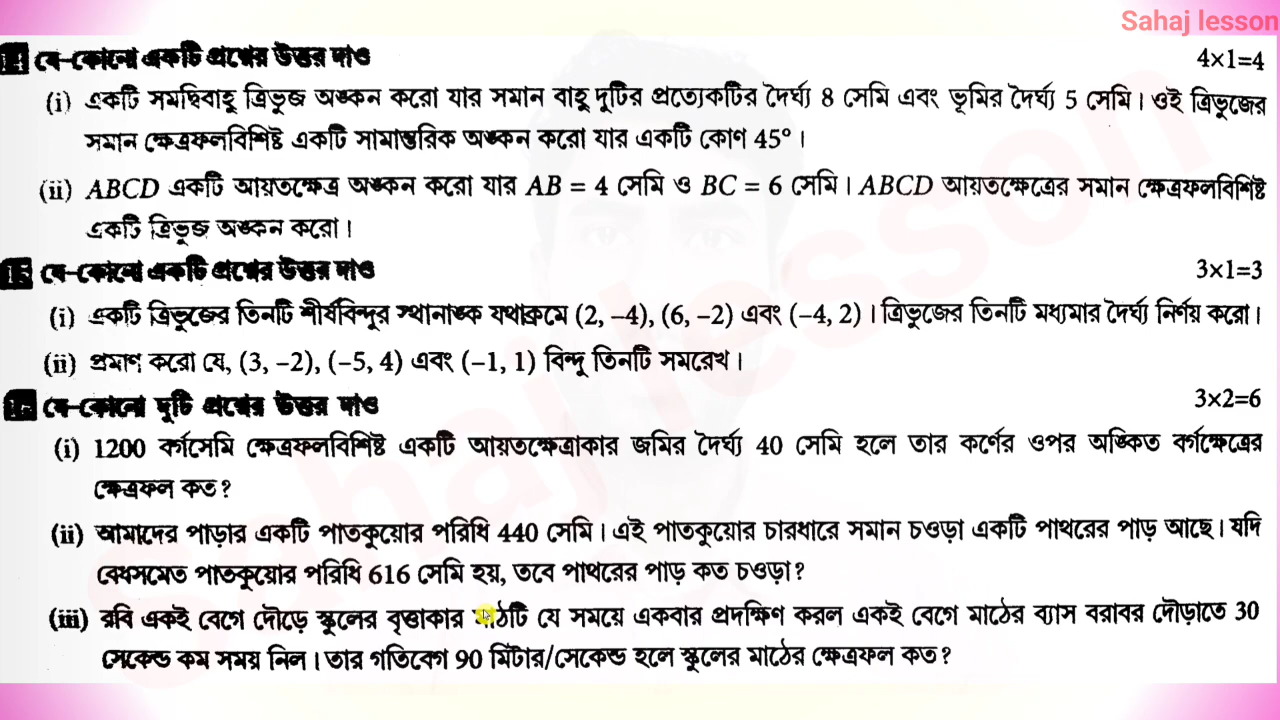 Sahaj lesson
যে-কোনো একটি প্রশ্নের উত্তর দাও 4×1=4
(i) একটি সমদ্বিবাহু ত্রিভুজ অঙ্কন করো যার সমান বাহু দুটির প্রত্যেকটির দৈর্ঘ্য 8 সেমি এবং ভূমির দৈর্ঘ্য 5 সেমি। ওই ত্রিভুজের
সমান ক্ষেত্রফলবিশিষ্ট একটি সামান্তরিক অঙ্কন করো যার একটি কোণ 45°।
(ii) ABCD একটি আয়তক্ষেত্র অঙ্কন করো যার AB = 4 সেমি ও BC = 6 সেমি। ABCD আয়তক্ষেত্রের সমান ক্ষেত্রফলবিশিষ্ট
একটি ত্রিভুজ অঙ্কন করো।
যে-কোনো একটি প্রশ্নের উত্তর দাও 3×1=3
(i) একটি ত্রিভুজের তিনটি শীর্ষবিন্দুর স্থানাঙ্ক যথাক্রমে (2, –4), (6, –2) এবং (–4, 2)। ত্রিভুজের তিনটি মধ্যমার দৈর্ঘ্য নির্ণয় করো।
(ii) প্রমাণ করো যে, (3, –2), (–5, 4) এবং (–1, 1) বিন্দু তিনটি সমরেখ।
যে-কোনো দুটি প্রশ্নের উত্তর দাও 3×2=6
(i) 1200 বর্গসেমি ক্ষেত্রফলবিশিষ্ট একটি আয়তক্ষেত্রাকার জমির দৈর্ঘ্য 40 সেমি হলে তার কর্ণের ওপর অঙ্কিত বর্গক্ষেত্রের
ক্ষেত্রফল কত?
(ii) আমাদের পাড়ার একটি পাতকুয়োর পরিধি 440 সেমি। এই পাতকুয়োর চারধারে সমান চওড়া একটি পাথরের পাড় আছে। যদি
বেধসমেত পাতকুয়োর পরিধি 616 সেমি হয়, তবে পাথরের পাড় কত চওড়া?
(iii) রবি একই বেগে দৌড়ে স্কুলের বৃত্তাকার মাঠটি যে সময়ে একবার প্রদক্ষিণ করল একই বেগে মাঠের ব্যাস বরাবর দৌড়াতে 30
সেকেন্ড কম সময় নিল। তার গতিবেগ 90 মিটার/সেকেন্ড হলে স্কুলের মাঠের ক্ষেত্রফল কত?